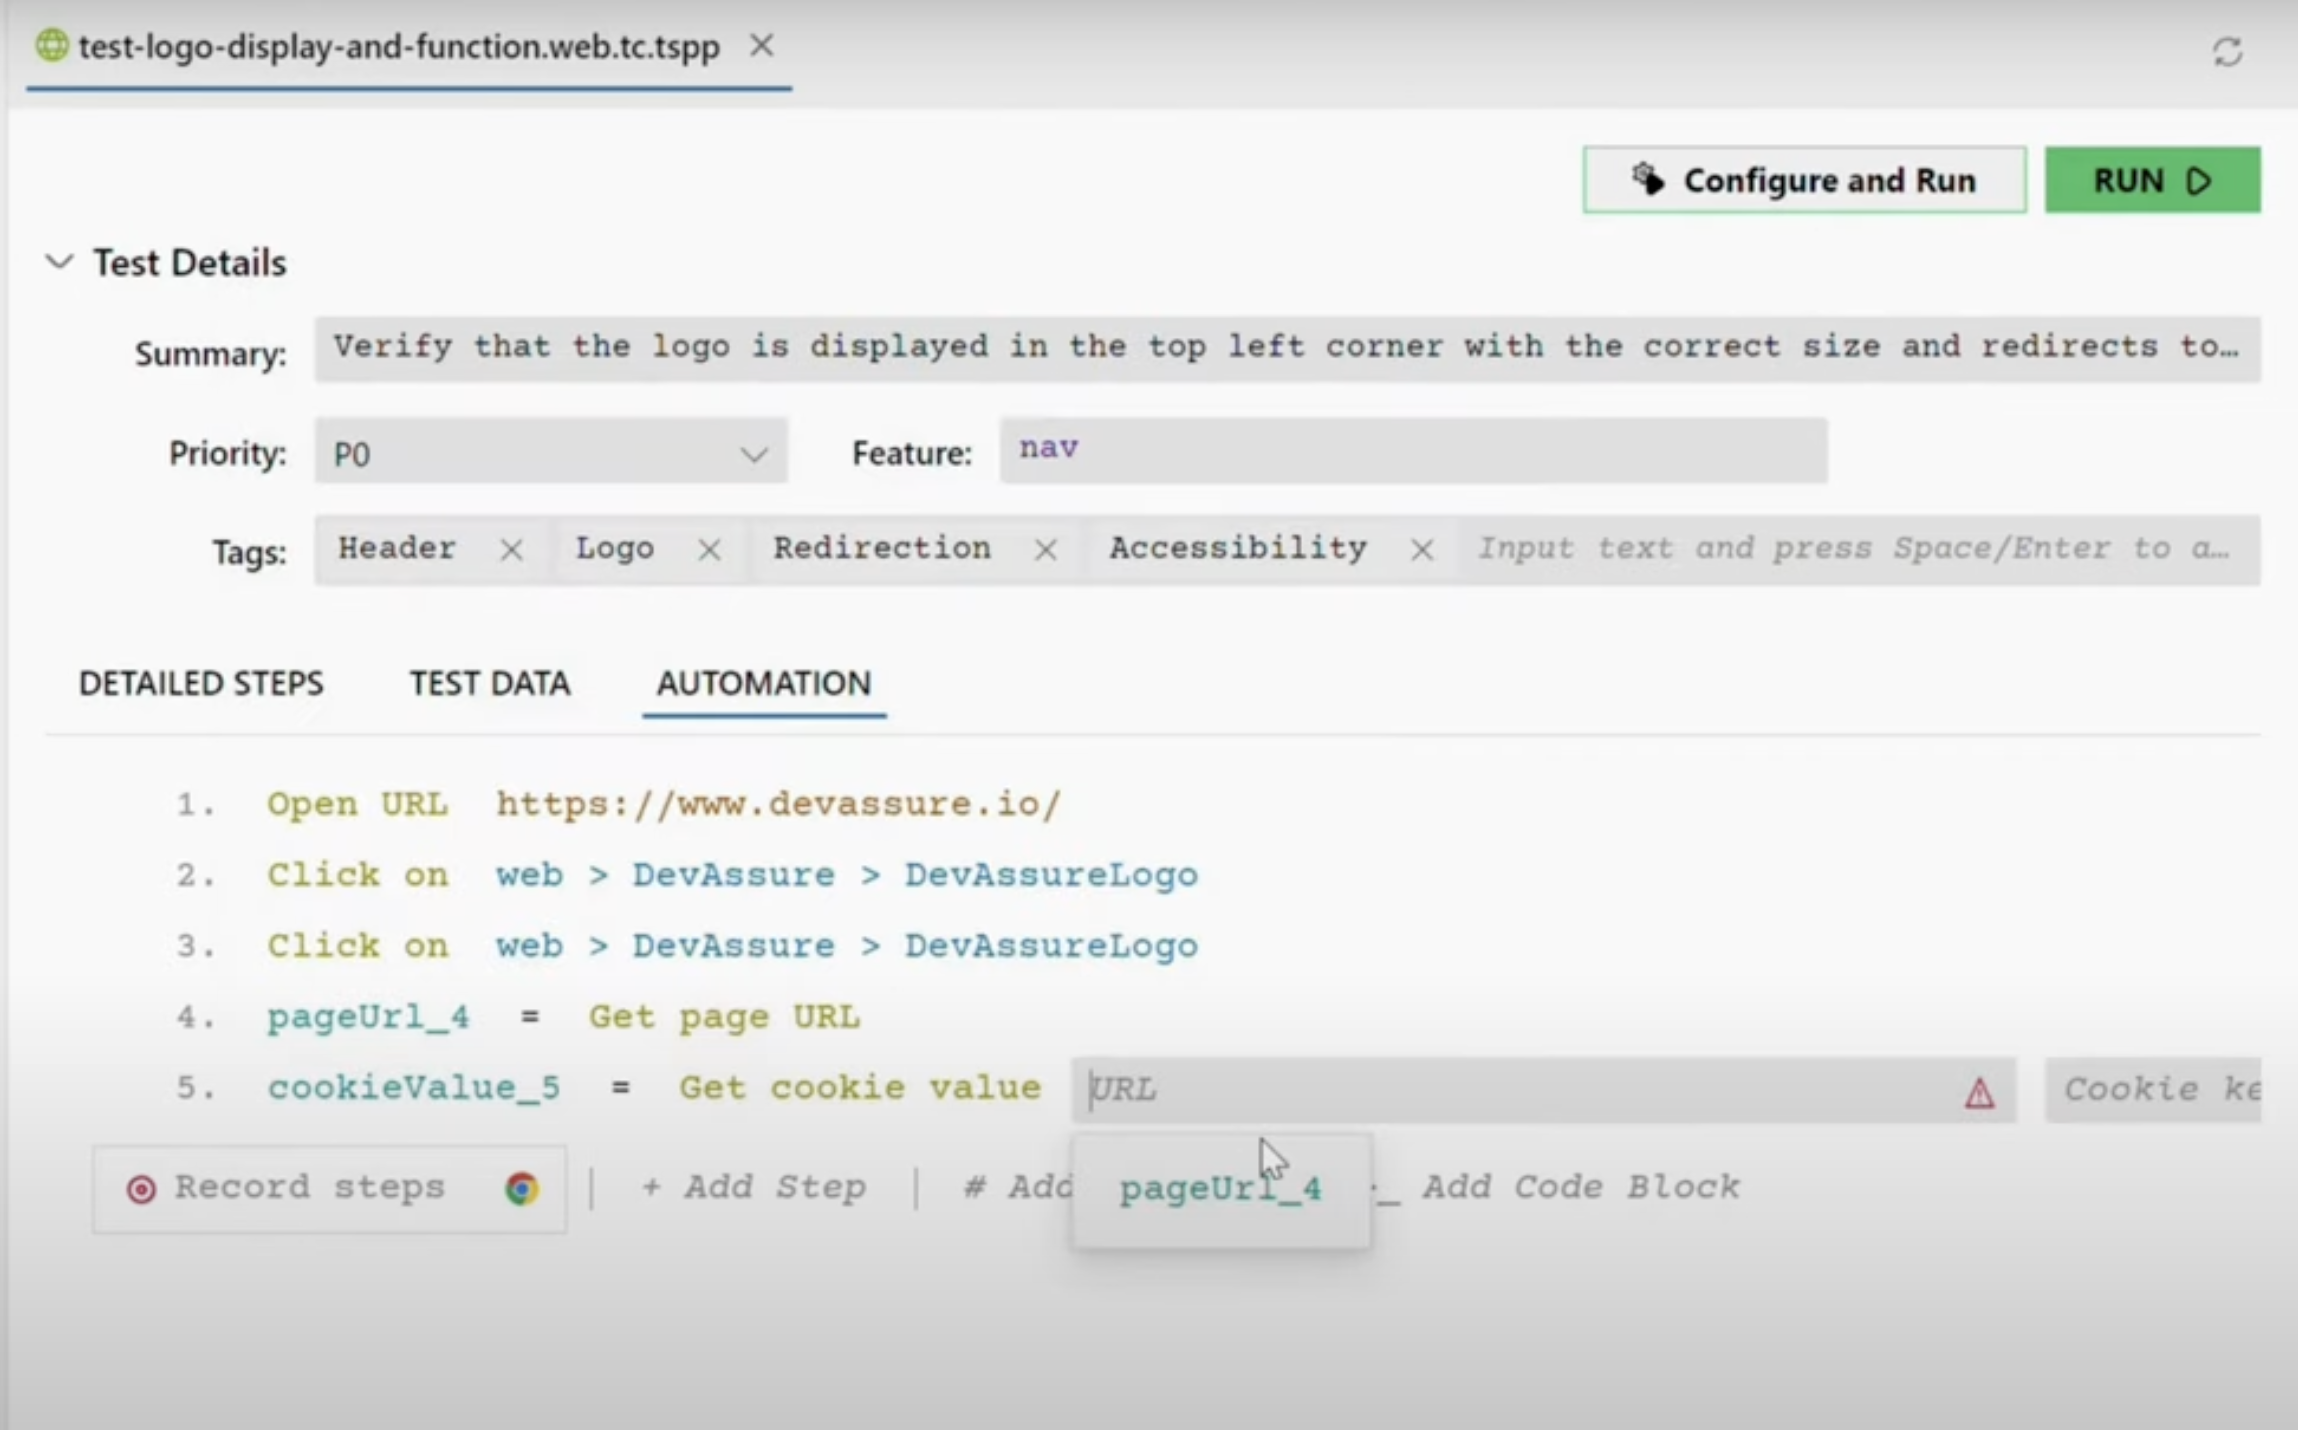 test-logo-display-and-function.web.tc.tspp
Configure and Run RUN
Test Details
Summary: Verify that the logo is displayed in the top left corner with the correct size and redirects to…
Priority: P0 Feature: nav
Tags: Header Logo Redirection Accessibility Input text and press Space/Enter to a…
DETAILED STEPS TEST DATA AUTOMATION
1. Open URL https://www.devassure.io/
2. Click on web > DevAssure > DevAssureLogo
3. Click on web > DevAssure > DevAssureLogo
4. pageUrl_4 = Get page URL
5. cookieValue_5 = Get cookie value URL Cookie ke
Record steps | + Add Step | # Add pageUrl_4 _ Add Code Block